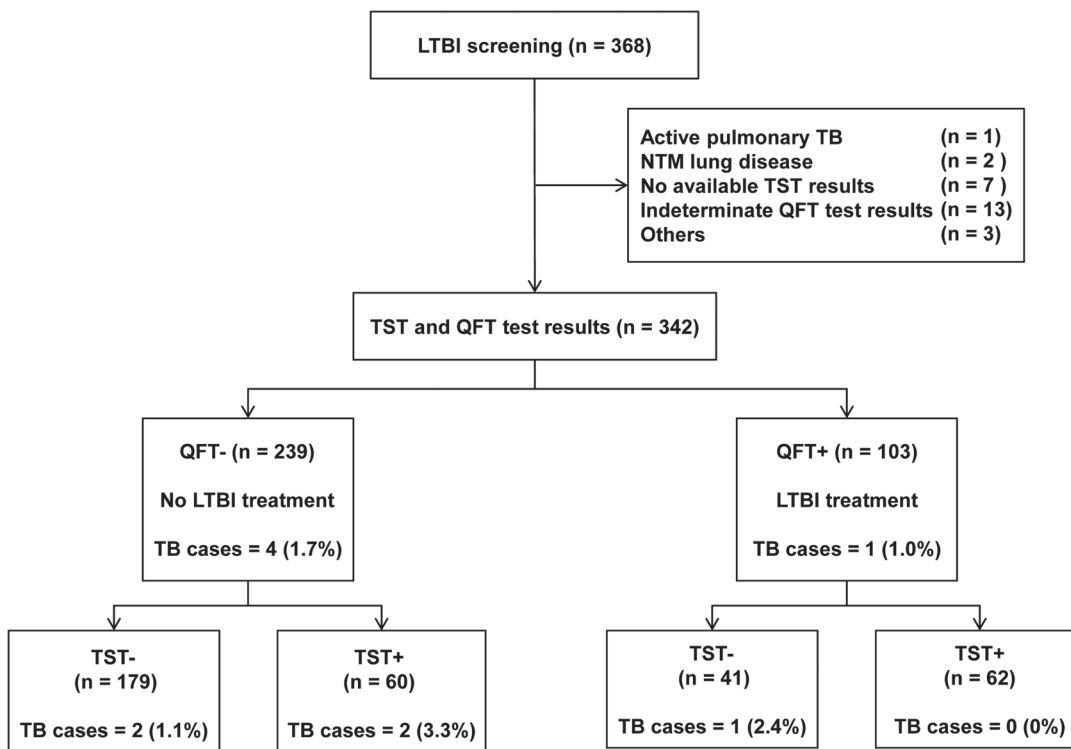 LTBI screening (n = 368)
Active pulmonary TB (n = 1)
NTM lung disease (n = 2 )
No available TST results (n = 7 )
Indeterminate QFT test results (n = 13)
Others (n = 3)
TST and QFT test results (n = 342)
QFT- (n = 239)
No LTBI treatment
TB cases = 4 (1.7%)
QFT+ (n = 103)
LTBI treatment
TB cases = 1 (1.0%)
TST-
(n = 179)
TB cases = 2 (1.1%)
TST+
(n = 60)
TB cases = 2 (3.3%)
TST-
(n = 41)
TB cases = 1 (2.4%)
TST+
(n = 62)
TB cases = 0 (0%)